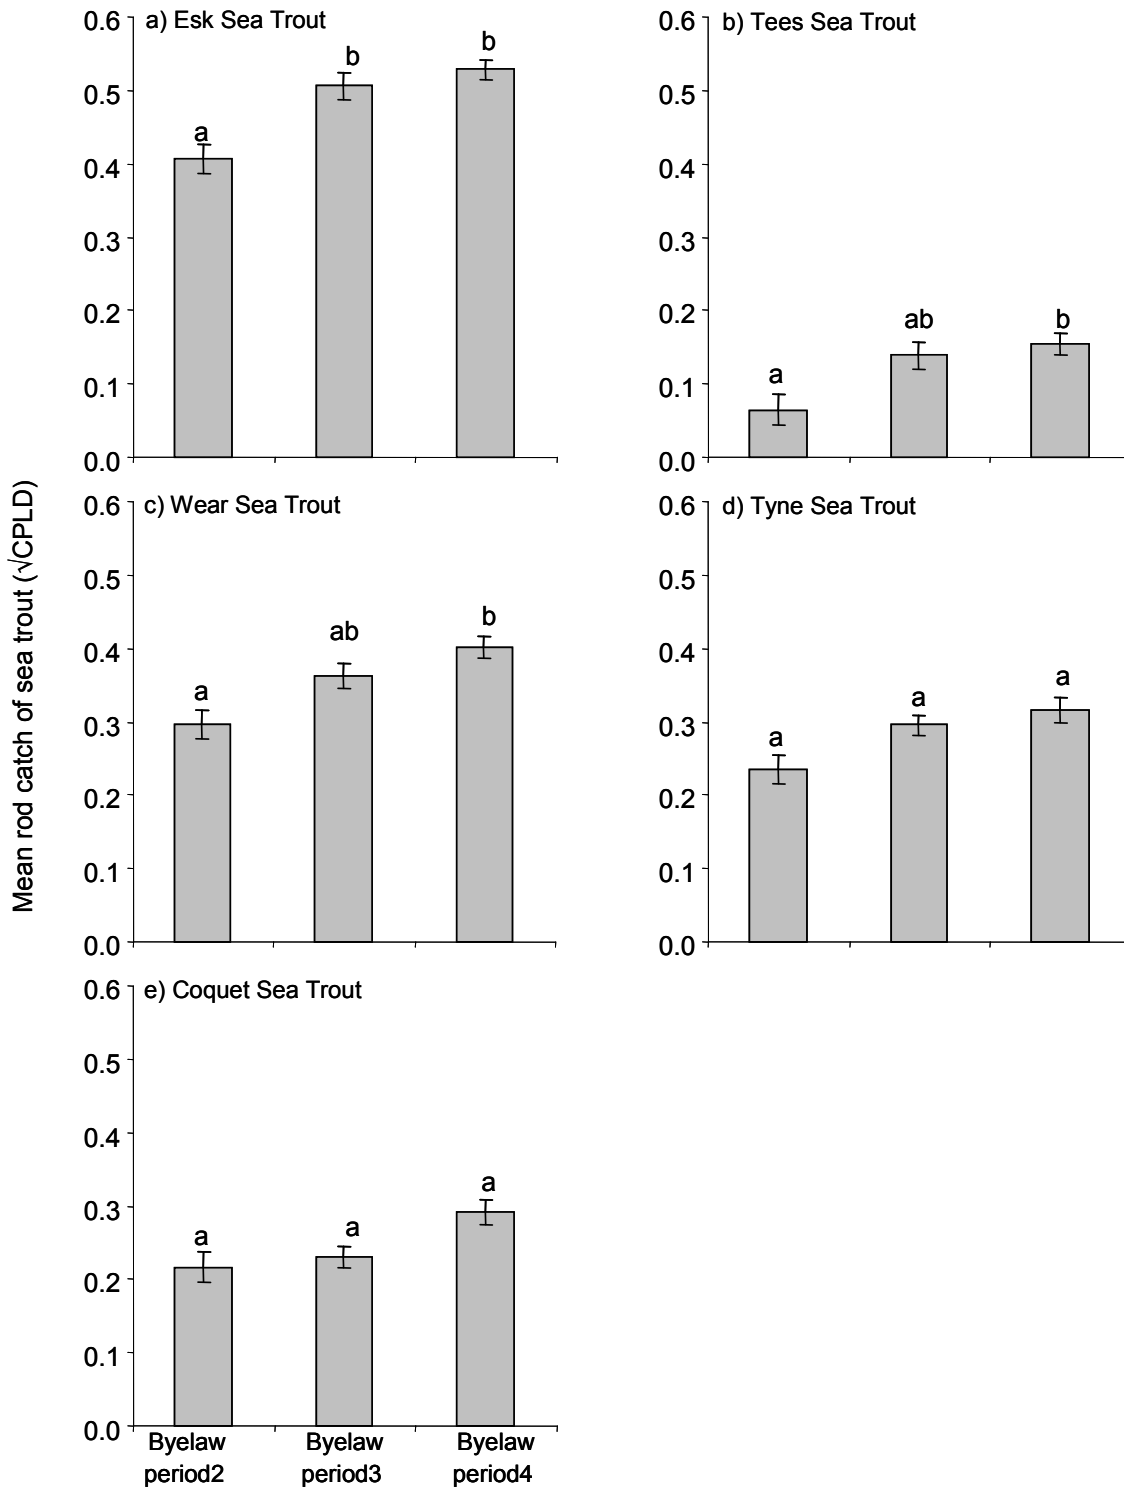 Mean rod catch of sea trout (√CPLD)
a) Esk Sea Trout
0.6
0.5
0.4
0.3
0.2
0.1
0.0
a
b
b
b) Tees Sea Trout
0.6
0.5
0.4
0.3
0.2
0.1
0.0
a
ab
b
c) Wear Sea Trout
0.6
0.5
0.4
0.3
0.2
0.1
0.0
a
ab
b
d) Tyne Sea Trout
0.6
0.5
0.4
0.3
0.2
0.1
0.0
a
a
a
e) Coquet Sea Trout
0.6
0.5
0.4
0.3
0.2
0.1
0.0
a
a
a
Byelaw
period2
Byelaw
period3
Byelaw
period4